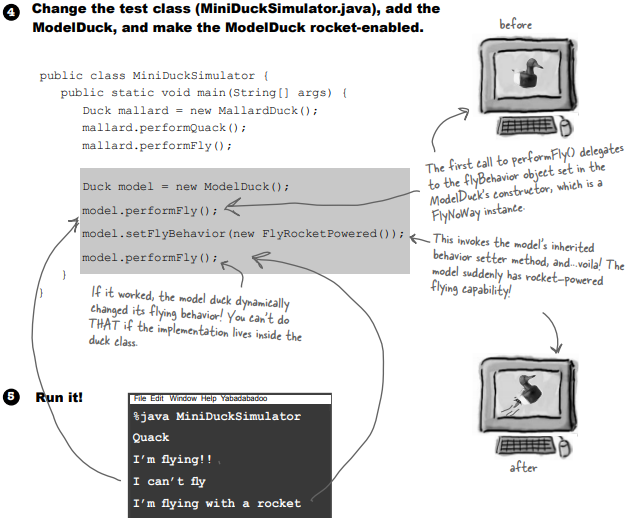 4 Change the test class (MiniDuckSimulator.java), add the
ModelDuck, and make the ModelDuck rocket-enabled.
before
public class MiniDuckSimulator {
public static void main(String[] args) {
Duck mallard = new MallardDuck();
mallard.performQuack();
mallard.performFly();
Duck model = new ModelDuck();
model.performFly();
model.setFlyBehavior(new FlyRocketPowered());
model.performFly();
}
}
The first call to performFly() delegates
to the flyBehavior object set in the
ModelDuck's constructor, which is a
FlyNoWay instance.
This invokes the model's inherited
behavior setter method, and...voila! The
model suddenly has rocket-powered
flying capability!
If it worked, the model duck dynamically
changed its flying behavior! You can't do
THAT if the implementation lives inside the
duck class.
5 Run it!
File Edit Window Help Yabadabadoo
%java MiniDuckSimulator
Quack
I'm flying!!
I can't fly
I'm flying with a rocket
after